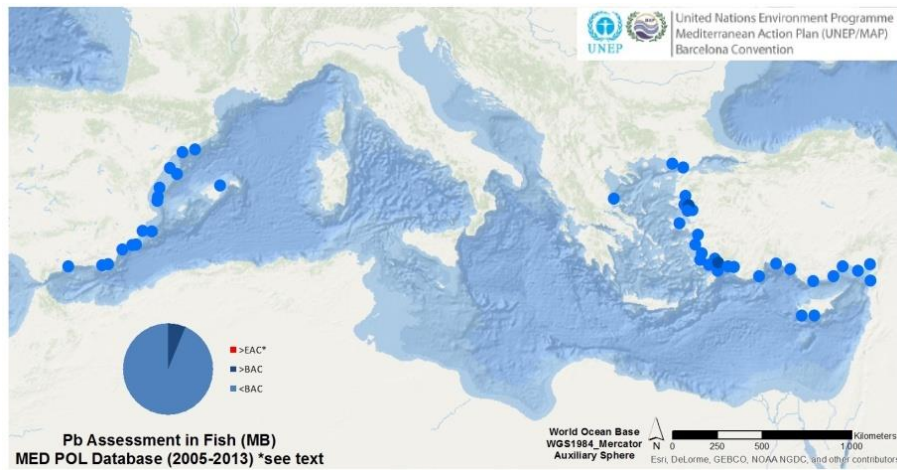 United Nations Environment Programme
Mediterranean Action Plan (UNEP/MAP)
Barcelona Convention
UNEP
MAP
>EAC*
>BAC
<BAC
Pb Assessment in Fish (MB)
MED POL Database (2005-2013) *see text
World Ocean Base
WGS1984_Mercator
Auxiliary Sphere
N
Kilometers
0 250 500 1 000
Esri, DeLorme, GEBCO, NOAA NGDC, and other contributors